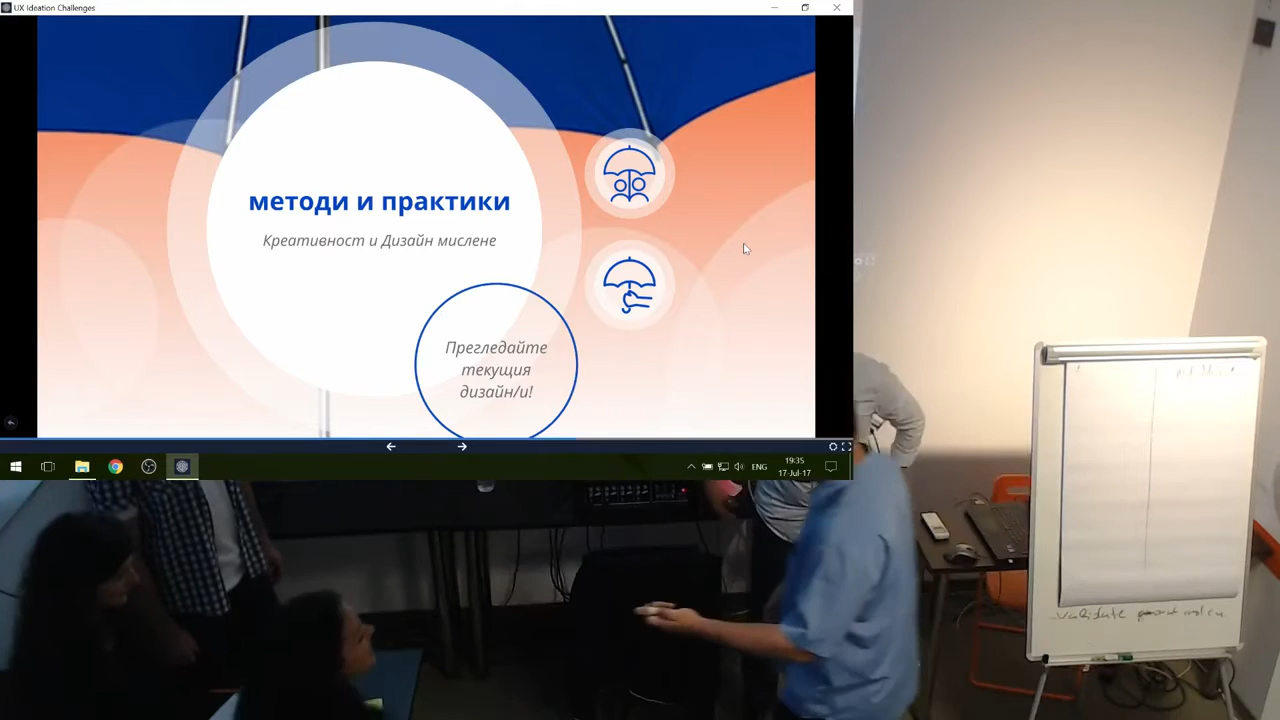 UX Ideation Challenges
методи и практики
Креативност и Дизайн мислене
Прегледайте
текущия
дизайн/и!
ENG
19:35
17-Jul-17
validate